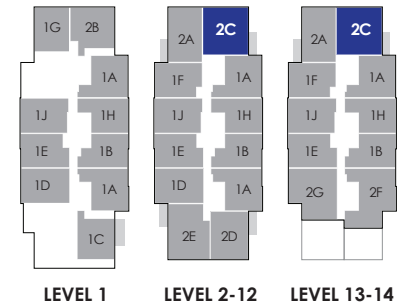 1G 2B
1A
1J 1H
1E 1B
1D 1A
1C
LEVEL 1
2A 2C
1F 1A
1J 1H
1E 1B
1D 1A
2E 2D
LEVEL 2-12
2A 2C
1F 1A
1J 1H
1E 1B
2G 2F
LEVEL 13-14